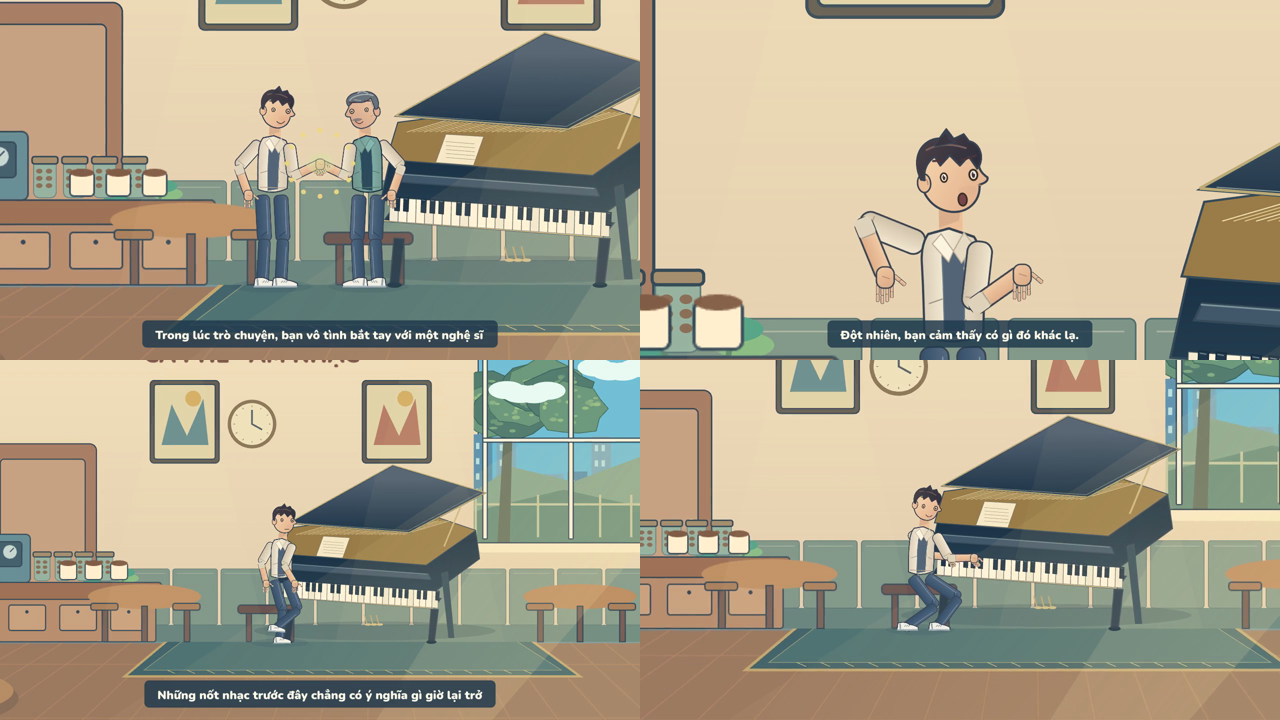 Trong lúc trò chuyện, bạn vô tình bắt tay với một nghệ sĩ
Đột nhiên, bạn cảm thấy có gì đó khác lạ.
Những nốt nhạc trước đây chẳng có ý nghĩa gì giờ lại trở